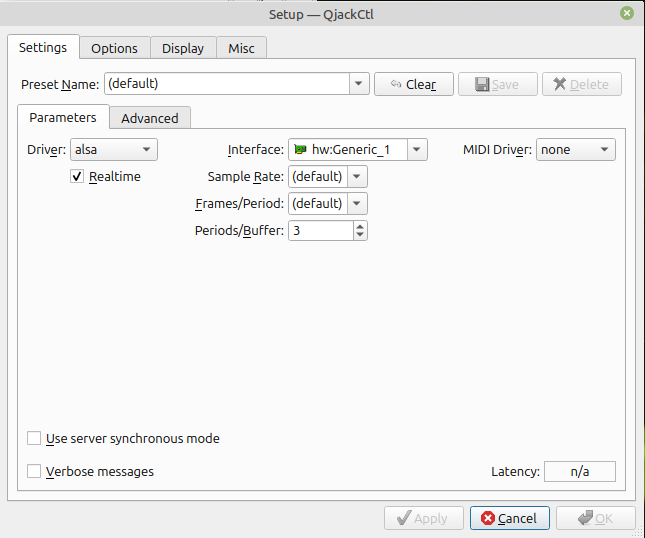 Setup — QjackCtl
Settings Options Display Misc
Preset Name: (default) Clear Save Delete
Parameters Advanced
Driver: alsa Interface: hw:Generic_1 MIDI Driver: none
Realtime Sample Rate: (default)
Frames/Period: (default)
Periods/Buffer: 3
Use server synchronous mode
Verbose messages Latency: n/a
Apply Cancel OK